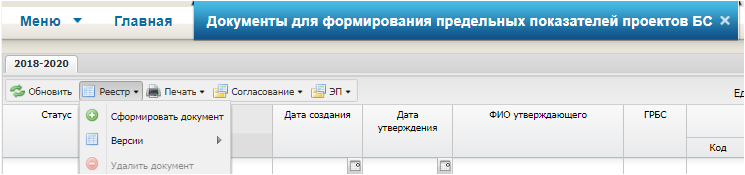 Меню Главная Документы для формирования предельных показателей проектов БС
2018-2020
Обновить Реестр Печать Согласование ЭП
Ед
Статус Дата создания Дата утверждения ФИО утверждающего ГРБС
Код
Сформировать документ
Версии
Удалить документ